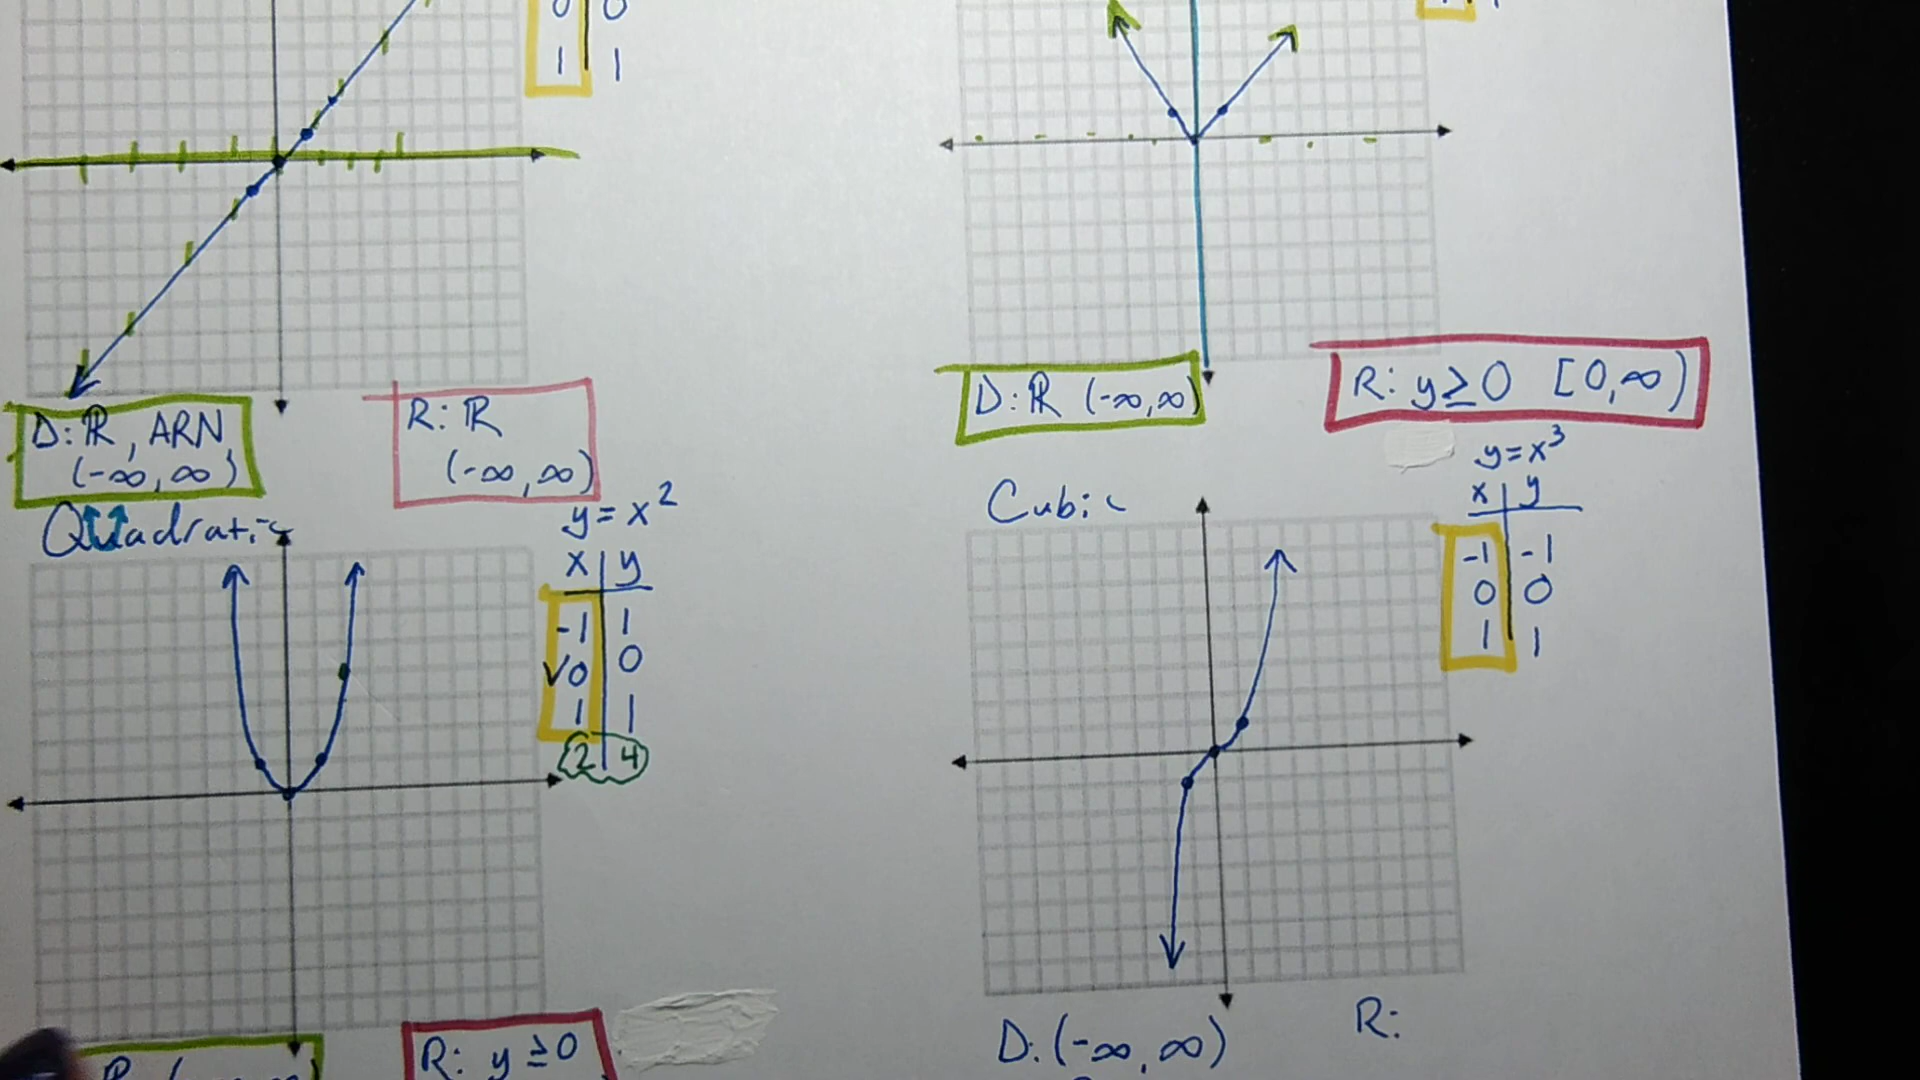 0 0
1 1
D: ℝ, ARN
(-∞, ∞)
R: ℝ
(-∞, ∞)
D: ℝ (-∞, ∞)
R: y ≥ 0 [0, ∞)
Quadratic
y = x²
x y
-1 1
√0 0
1 1
2 4
R: y ≥ 0
Cubic
y = x³
x y
-1 -1
0 0
1 1
D: (-∞, ∞)
R: